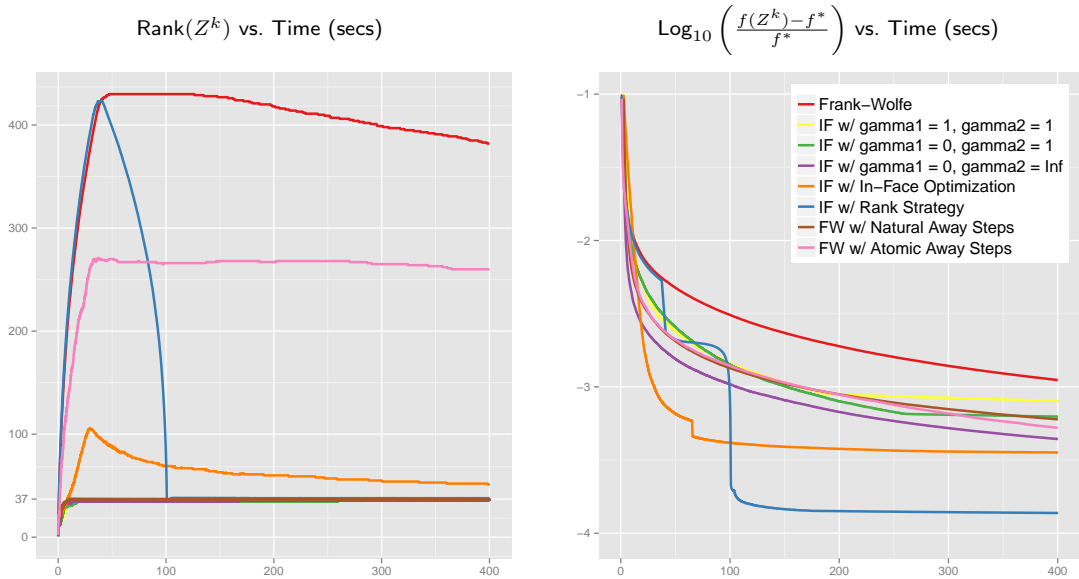 Rank(Z^k) vs. Time (secs)
400
300
200
100
37
0
0
100
200
300
400
Log_10 ( (f(Z^k)−f*) / f* ) vs. Time (secs)
−1
−2
−3
−4
Frank−Wolfe
IF w/ gamma1 = 1, gamma2 = 1
IF w/ gamma1 = 0, gamma2 = 1
IF w/ gamma1 = 0, gamma2 = Inf
IF w/ In−Face Optimization
IF w/ Rank Strategy
FW w/ Natural Away Steps
FW w/ Atomic Away Steps
0
100
200
300
400